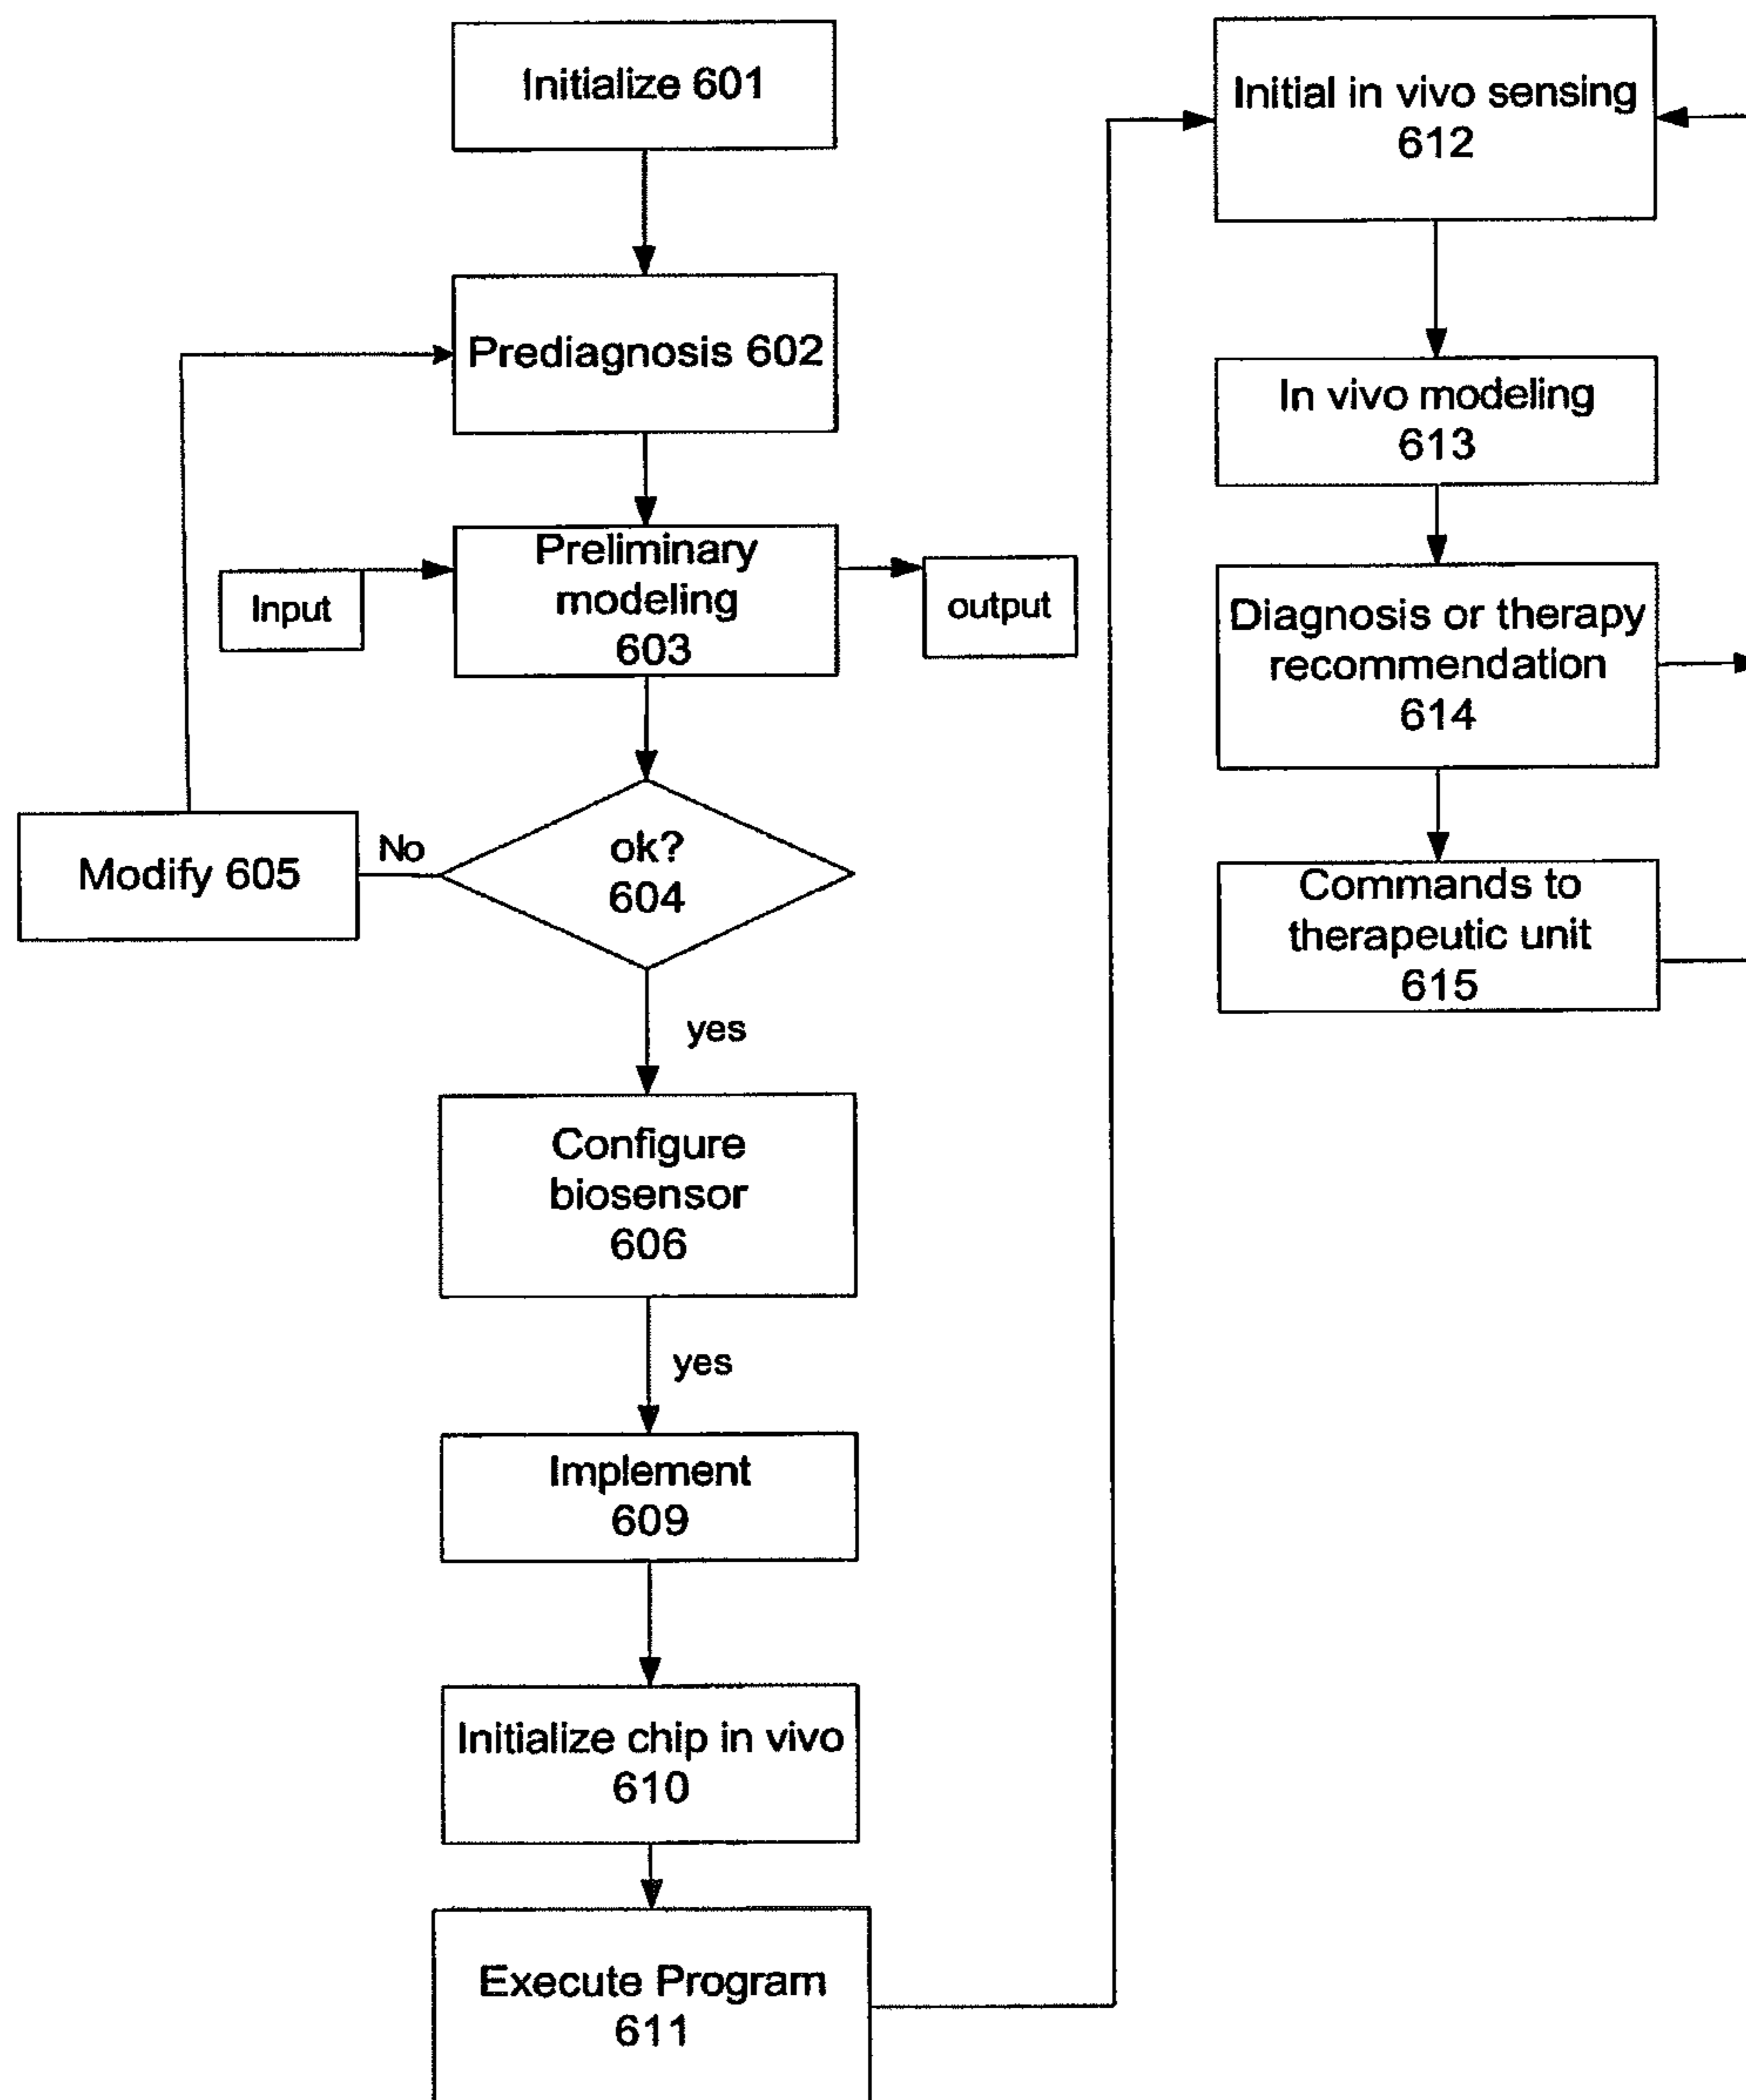 Initialize 601
Prediagnosis 602
Input
Preliminary
modeling
603
output
ok?
604
No
Modify 605
yes
Configure
biosensor
606
yes
Implement
609
Initialize chip in vivo
610
Execute Program
611
Initial in vivo sensing
612
In vivo modeling
613
Diagnosis or therapy
recommendation
614
Commands to
therapeutic unit
615